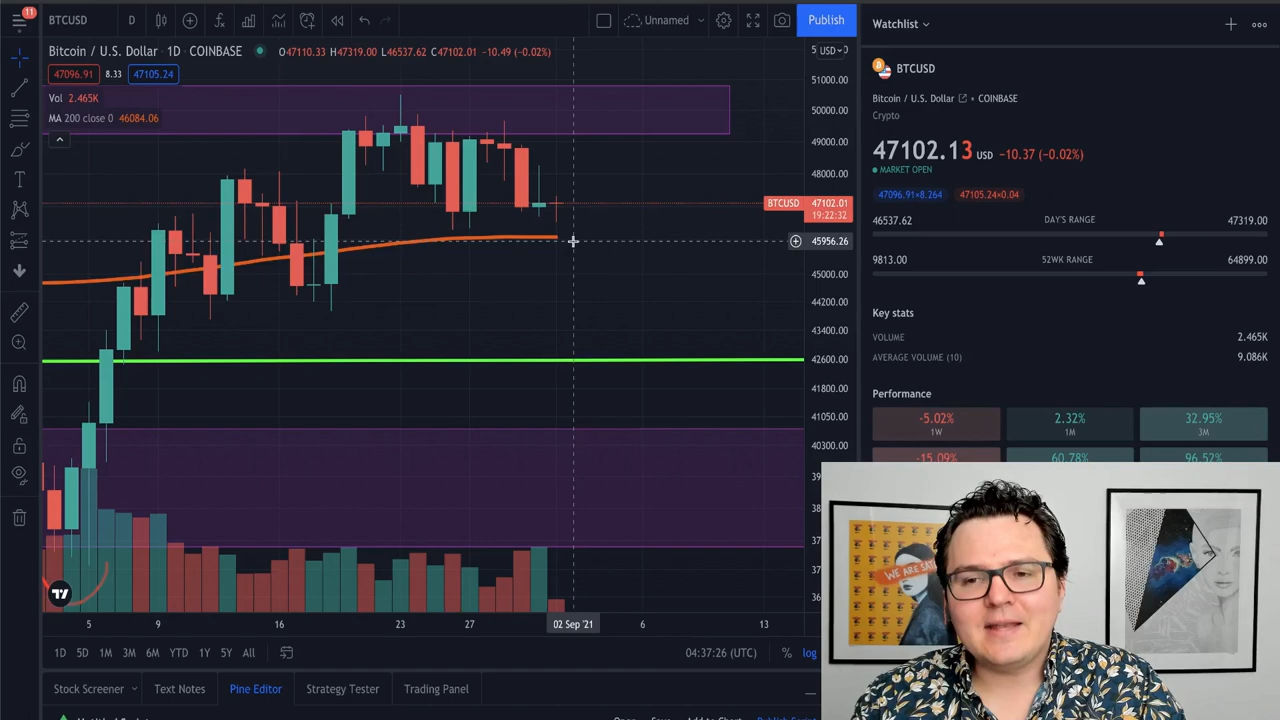 11
BTCUSD
D
Unnamed
Publish
Watchlist
Bitcoin / U.S. Dollar · 1D · COINBASE
O47110.33 H47319.00 L46537.62 C47102.01 −10.49 (−0.02%)
47096.91 8.33 47105.24
Vol 2.465K
MA 200 close 0 46084.06
USD
51000.00
50000.00
49000.00
48000.00
BTCUSD 47102.01
19:22:32
45956.26
45000.00
44200.00
43400.00
42600.00
41800.00
41050.00
40300.00
5
9
16
23
27
02 Sep '21
6
13
1D 5D 1M 3M 6M YTD 1Y 5Y All
04:37:26 (UTC)
%
log
Stock Screener
Text Notes
Pine Editor
Strategy Tester
Trading Panel
BTCUSD
Bitcoin / U.S. Dollar • COINBASE
Crypto
47102.13 USD −10.37 (−0.02%)
MARKET OPEN
47096.91×8.264 47105.24×0.04
46537.62 DAY'S RANGE 47319.00
9813.00 52WK RANGE 64899.00
Key stats
VOLUME 2.465K
AVERAGE VOLUME (10) 9.086K
Performance
-5.02% 2.32% 32.95%
1W 1M 3M
-15.09% 60.78% 96.52%
WE ARE SAT